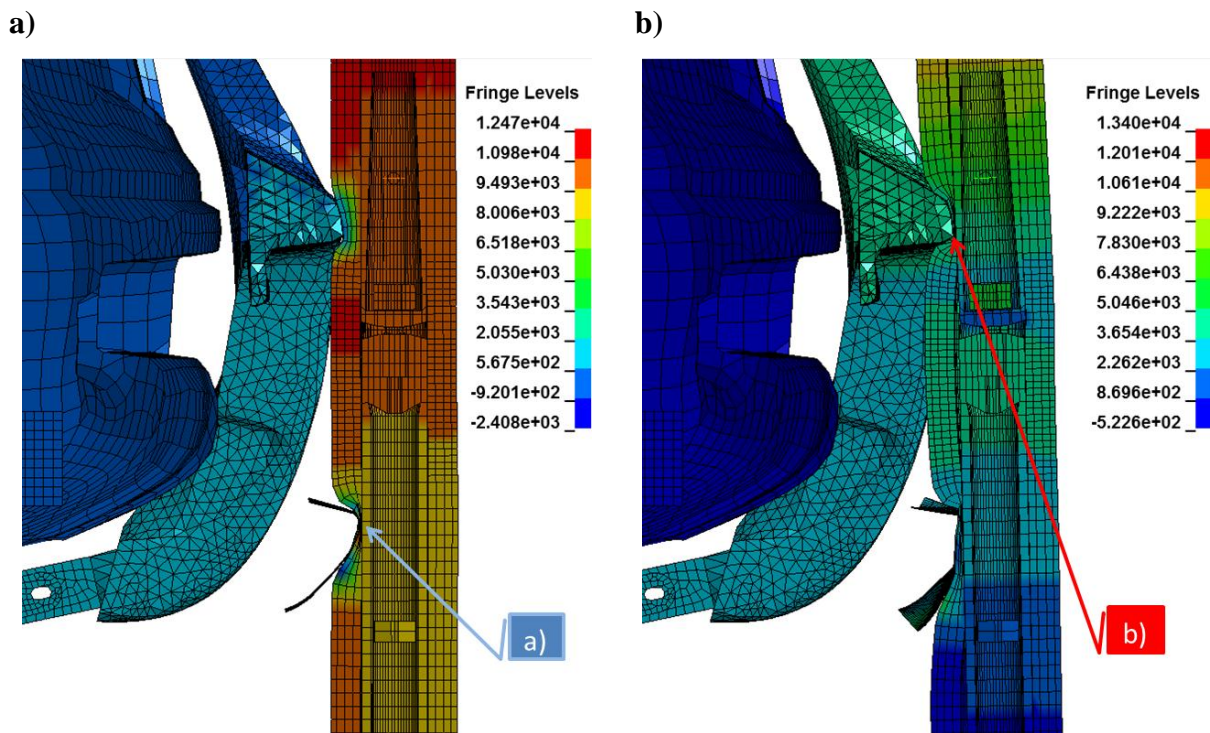 a)
b)
Fringe Levels
1.247e+04
1.098e+04
9.493e+03
8.006e+03
6.518e+03
5.030e+03
3.543e+03
2.055e+03
5.675e+02
-9.201e+02
-2.408e+03
a)
Fringe Levels
1.340e+04
1.201e+04
1.061e+04
9.222e+03
7.830e+03
6.438e+03
5.046e+03
3.654e+03
2.262e+03
8.696e+02
-5.226e+02
b)